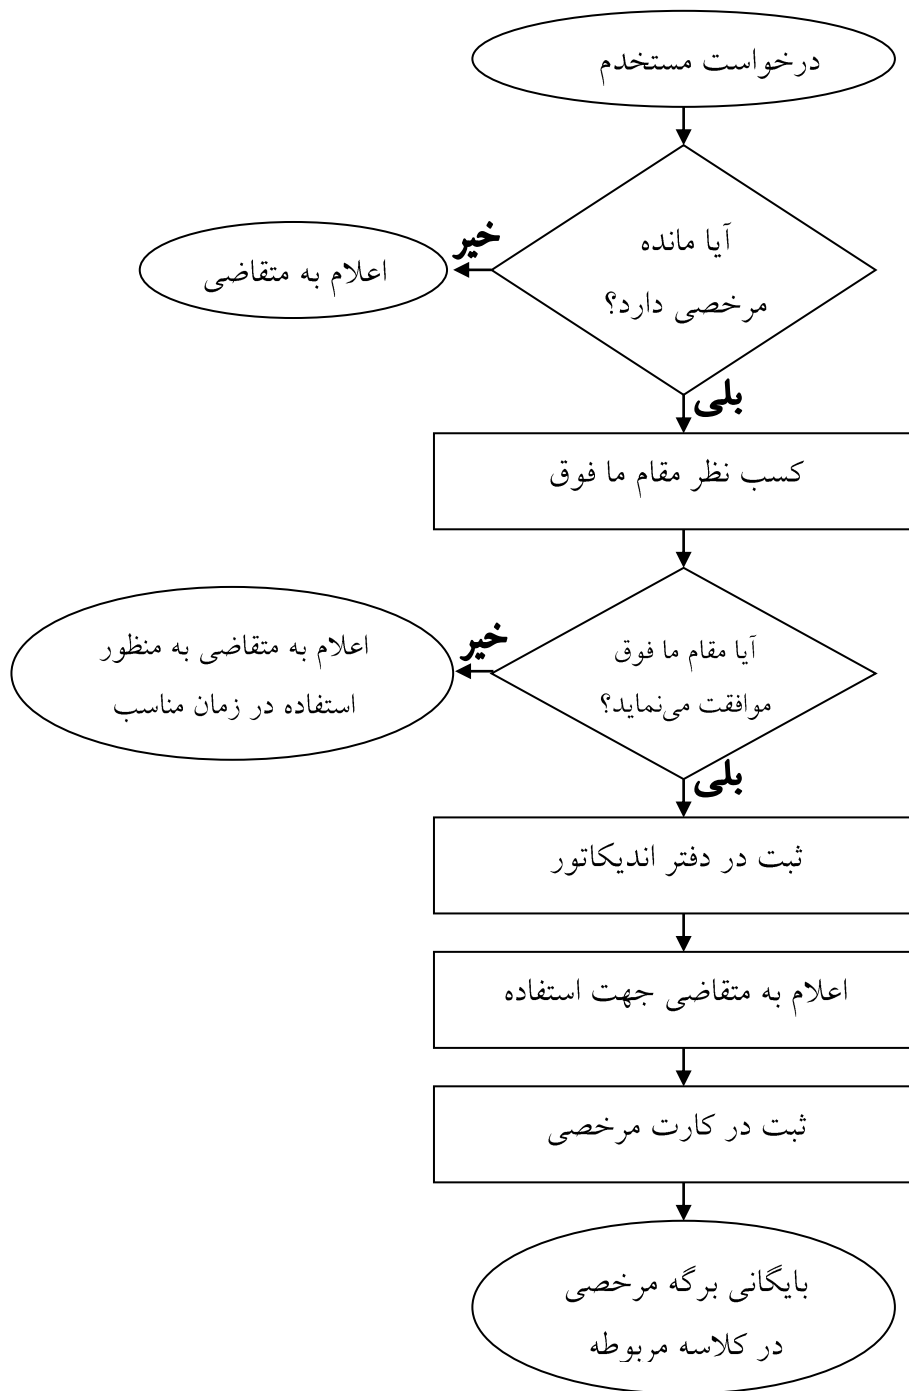 درخواست مستخدم
آیا مانده
مرخصی دارد؟
خیر
اعلام به متقاضی
بلی
کسب نظر مقام ما فوق
آیا مقام ما فوق
موافقت می‌نماید؟
خیر
اعلام به متقاضی به منظور
استفاده در زمان مناسب
بلی
ثبت در دفتر اندیکاتور
اعلام به متقاضی جهت استفاده
ثبت در کارت مرخصی
بایگانی برگه مرخصی
در کلاسه مربوطه